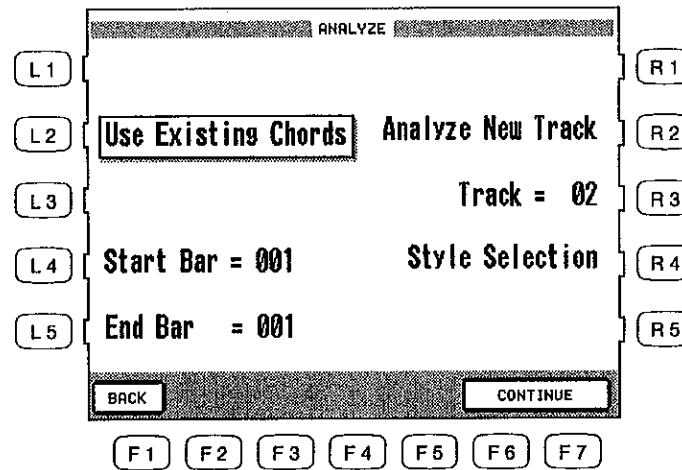 ANALYZE
L1 R1
L2 Use Existing Chords Analyze New Track R2
L3 Track = 02 R3
L4 Start Bar = 001 Style Selection R4
L5 End Bar = 001 R5
BACK CONTINUE
F1 F2 F3 F4 F5 F6 F7